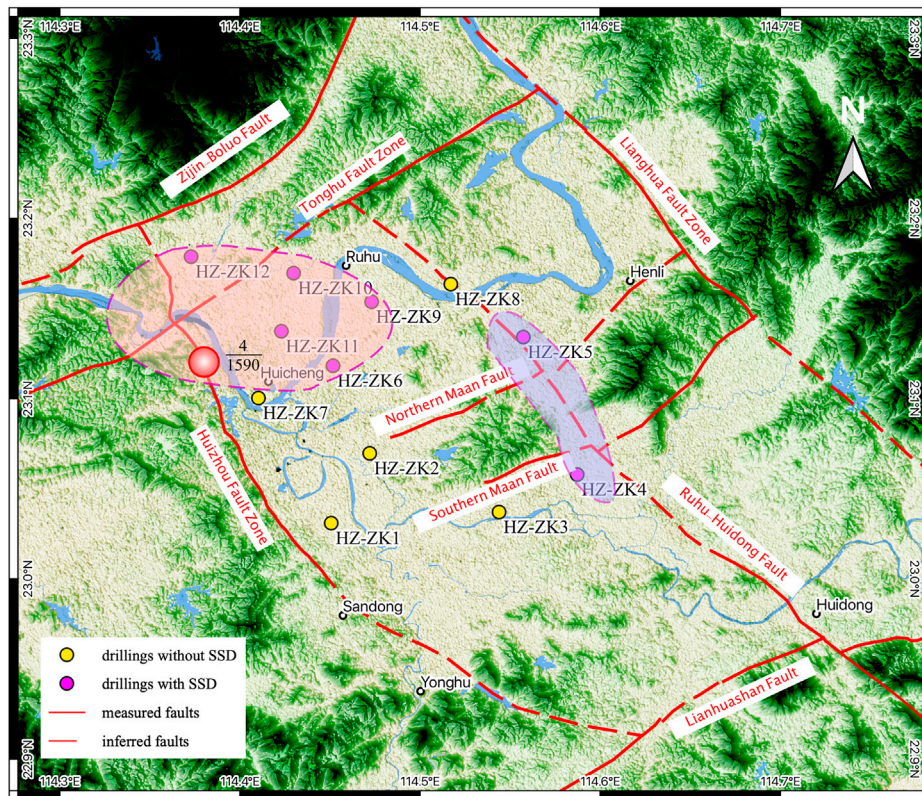 114.3°E
114.4°E
114.5°E
114.6°E
114.7°E
23.3°N
23.3°N
N
Zijin-Boluo Fault
Tonghu Fault Zone
Lianghua Fault Zone
23.2°N
23.2°N
HZ-ZK12
HZ-ZK10
Ruhu
HZ-ZK8
Henli
HZ-ZK9
HZ-ZK11
HZ-ZK5
4
1590
HZ-ZK6
Huicheng
23.1°N
23.1°N
HZ-ZK7
Northern Maan Fault
HZ-ZK2
Huizhou Fault Zone
Southern Maan Fault
HZ-ZK4
HZ-ZK3
HZ-ZK1
Ruhu-Huidong Fault
23.0°N
23.0°N
Sandong
Huidong
drillings without SSD
drillings with SSD
measured faults
inferred faults
Yonghu
Lianhuashan Fault
22.9°N
22.9°N
114.3°E
114.4°E
114.5°E
114.6°E
114.7°E